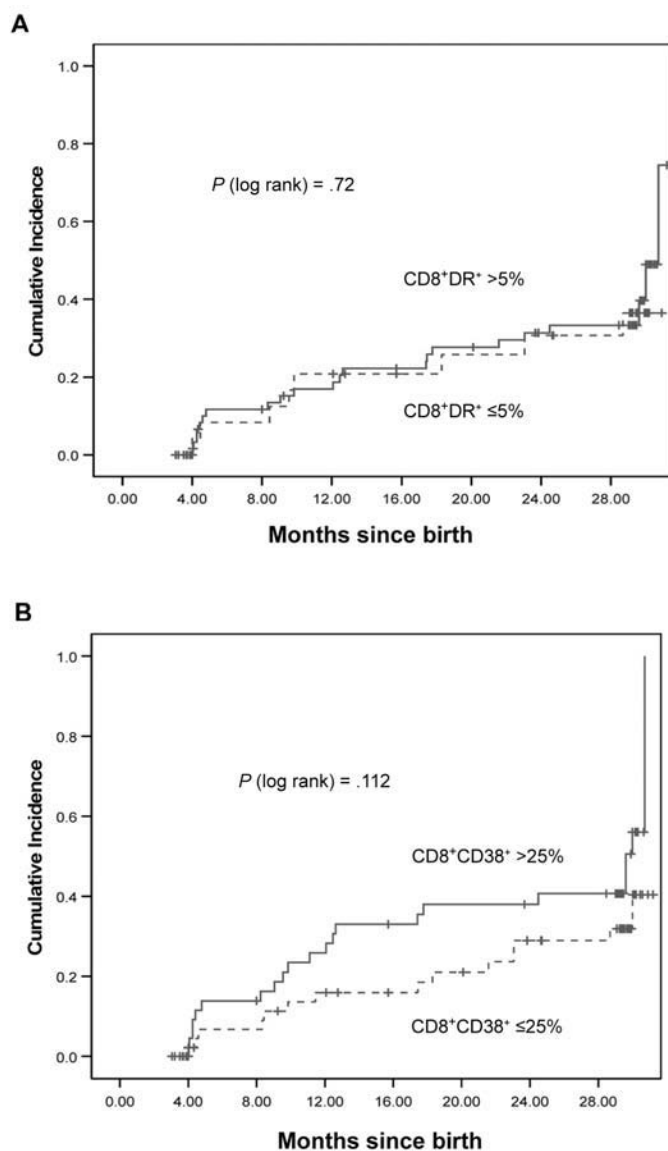 A
1.0
0.8
P (log rank) = .72
0.6
CD8⁺DR⁺ >5%
0.4
0.2
CD8⁺DR⁺ ≤5%
0.0
Cumulative Incidence
0.00 4.00 8.00 12.00 16.00 20.00 24.00 28.00
Months since birth
B
1.0
0.8
P (log rank) = .112
0.6
CD8⁺CD38⁺ >25%
0.4
0.2
CD8⁺CD38⁺ ≤25%
0.0
Cumulative Incidence
0.00 4.00 8.00 12.00 16.00 20.00 24.00 28.00
Months since birth